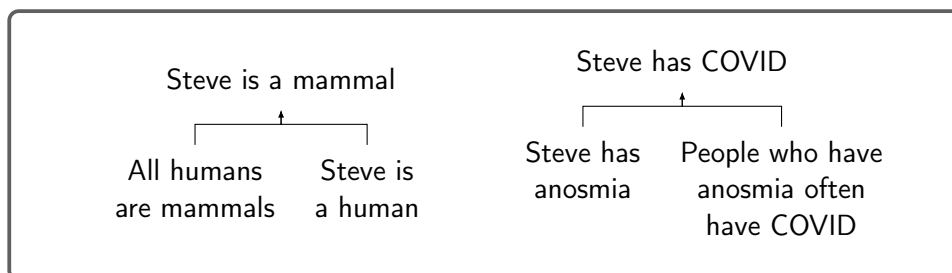 Steve is a mammal
All humans
are mammals
Steve is
a human
Steve has COVID
Steve has
anosmia
People who have
anosmia often
have COVID